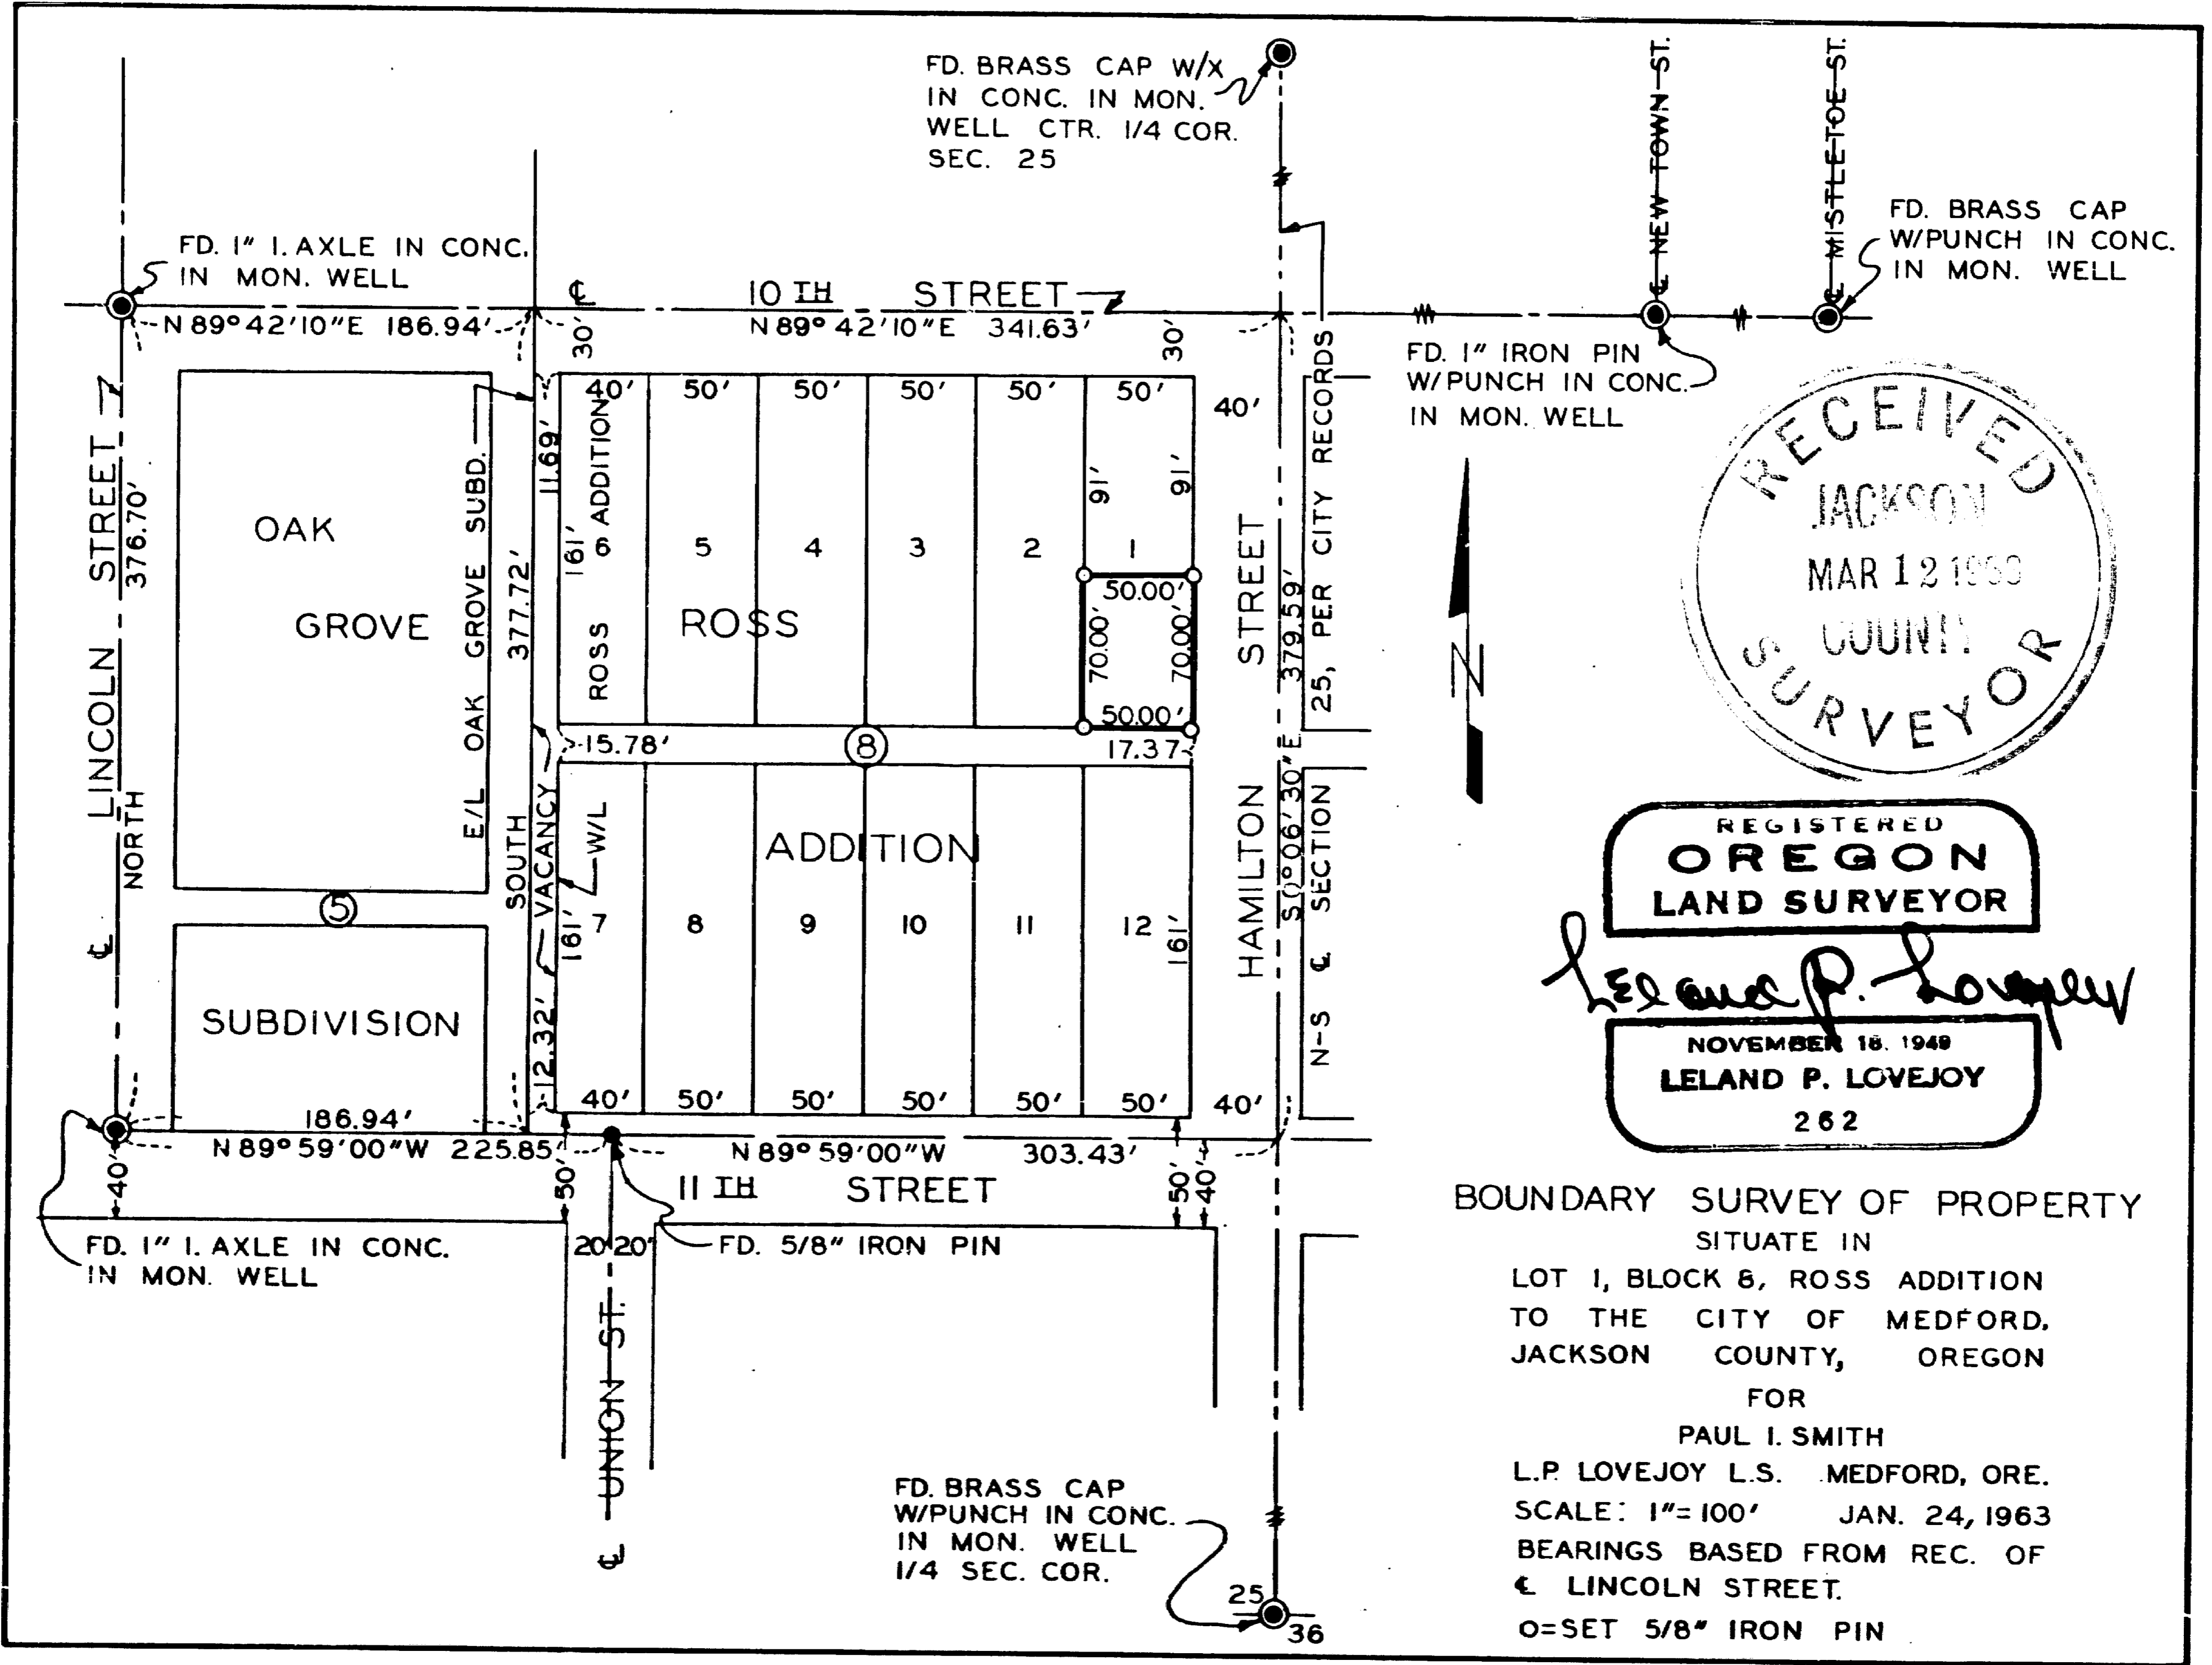 FD. BRASS CAP W/X
IN CONC. IN MON.
WELL CTR. 1/4 COR.
SEC. 25
℄ NEW TOWN ST.
℄ MISTLETOE ST.
FD. BRASS CAP
W/PUNCH IN CONC.
IN MON. WELL
FD. 1" I. AXLE IN CONC.
IN MON. WELL
℄ 10 TH STREET
N 89° 42' 10" E 186.94'
N 89° 42' 10" E 341.63'
30'
30'
FD. 1" IRON PIN
W/PUNCH IN CONC.
IN MON. WELL
40' 50' 50' 50' 50' 50' 40'
℄ LINCOLN STREET
NORTH 376.70'
OAK
GROVE
SUBDIVISION
5
E/L OAK GROVE SUBD.
SOUTH 377.72'
11.69'
VACANCY
12.32'
W/L
161'
ROSS ADDITION
6 5 4 3 2 1
91' 91'
ROSS
50.00'
70.00' 70.00'
50.00'
15.78' 8 17.37
ADDITION
161'
7 8 9 10 11 12
161'
40' 50' 50' 50' 50' 50' 40'
HAMILTON STREET
S 0° 06' 30" E 379.59'
N-S ℄ SECTION 25, PER CITY RECORDS
N
186.94'
N 89° 59' 00" W 225.85'
N 89° 59' 00" W 303.43'
40'
50'
50'
40'
11 TH STREET
FD. 1" I. AXLE IN CONC.
IN MON. WELL
20' 20'
FD. 5/8" IRON PIN
℄ UNION ST.
FD. BRASS CAP
W/PUNCH IN CONC.
IN MON. WELL
1/4 SEC. COR.
25
36
RECEIVED
JACKSON
MAR 12
COUNTY
SURVEYOR
REGISTERED
OREGON
LAND SURVEYOR
Leland P. Lovejoy
NOVEMBER 18. 1949
LELAND P. LOVEJOY
262
BOUNDARY SURVEY OF PROPERTY
SITUATE IN
LOT 1, BLOCK 8, ROSS ADDITION
TO THE CITY OF MEDFORD,
JACKSON COUNTY, OREGON
FOR
PAUL I. SMITH
L.P. LOVEJOY L.S. MEDFORD, ORE.
SCALE: 1"=100' JAN. 24, 1963
BEARINGS BASED FROM REC. OF
℄ LINCOLN STREET.
O=SET 5/8" IRON PIN